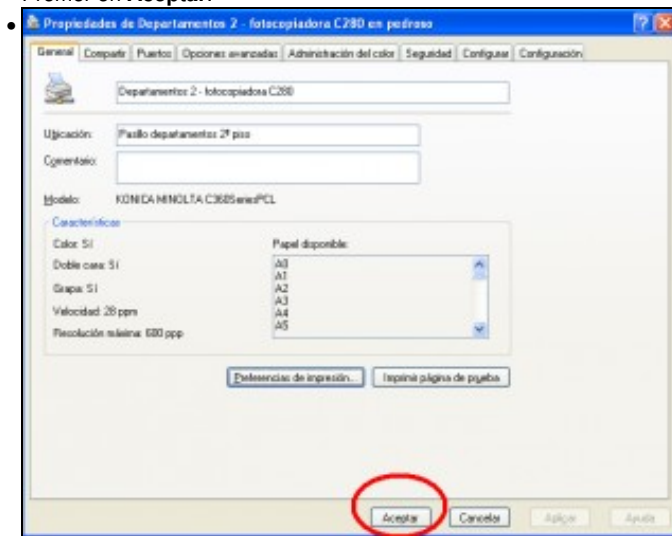 Premer en Aceptar.
Propiedades de Departamentos 2 - fotocopiadora C280 en pedroso
General Compartir Puertos Opciones avanzadas Administración del color Seguridad Configurar Configuración
Departamentos 2 - fotocopiadora C280
Ubicación: Pasillo departamentos 2º piso
Comentario:
Modelo: KONICA MINOLTA C360SeriesPCL
Características
Color: Sí Papel disponible:
Doble cara: Sí A0
A1
Grapa: Sí A2
A3
Velocidad: 28 ppm A4
Resolución máxima: 600 ppp A5
Preferencias de impresión... Imprimir página de prueba
Aceptar Cancelar Aplicar Ayuda